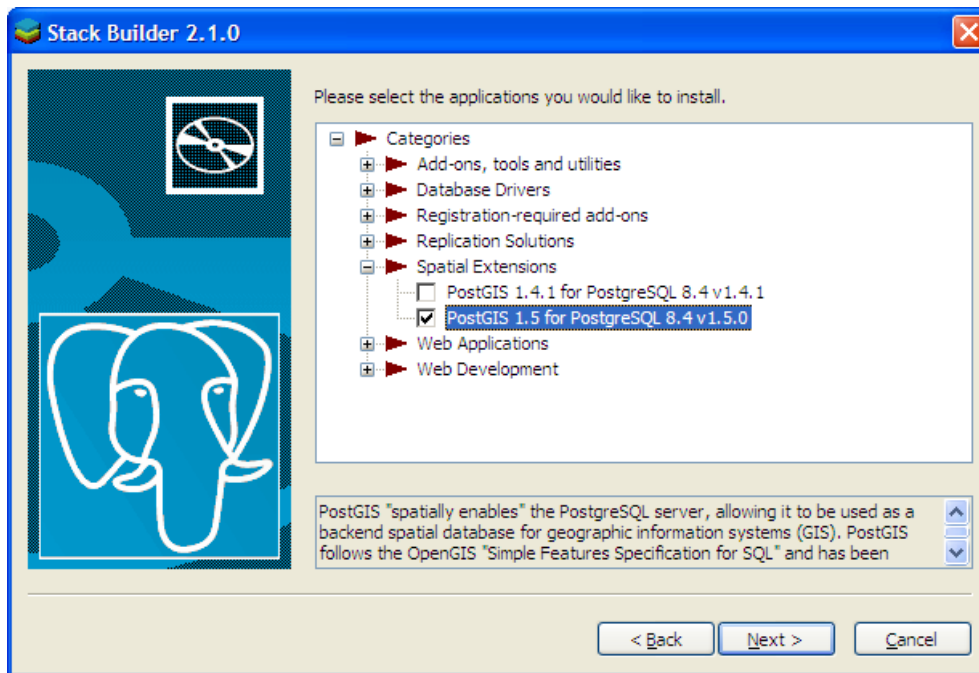 Stack Builder 2.1.0
Please select the applications you would like to install.
Categories
Add-ons, tools and utilities
Database Drivers
Registration-required add-ons
Replication Solutions
Spatial Extensions
PostGIS 1.4.1 for PostgreSQL 8.4 v1.4.1
PostGIS 1.5 for PostgreSQL 8.4 v1.5.0
Web Applications
Web Development
PostGIS "spatially enables" the PostgreSQL server, allowing it to be used as a
backend spatial database for geographic information systems (GIS). PostGIS
follows the OpenGIS "Simple Features Specification for SQL" and has been
< Back
Next >
Cancel